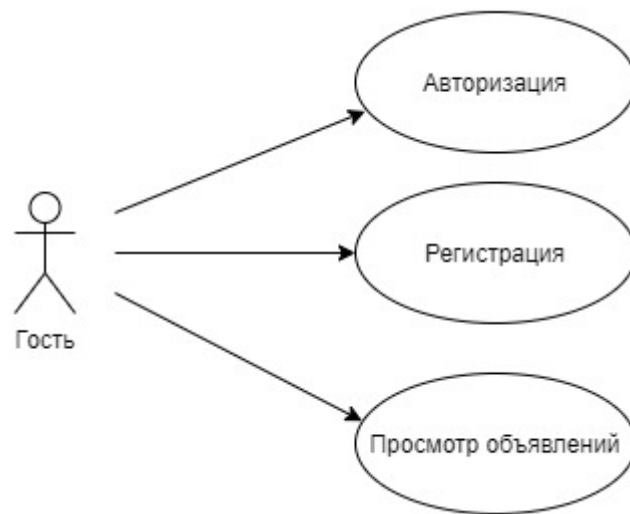 Авторизация
Регистрация
Гость
Просмотр объявлений